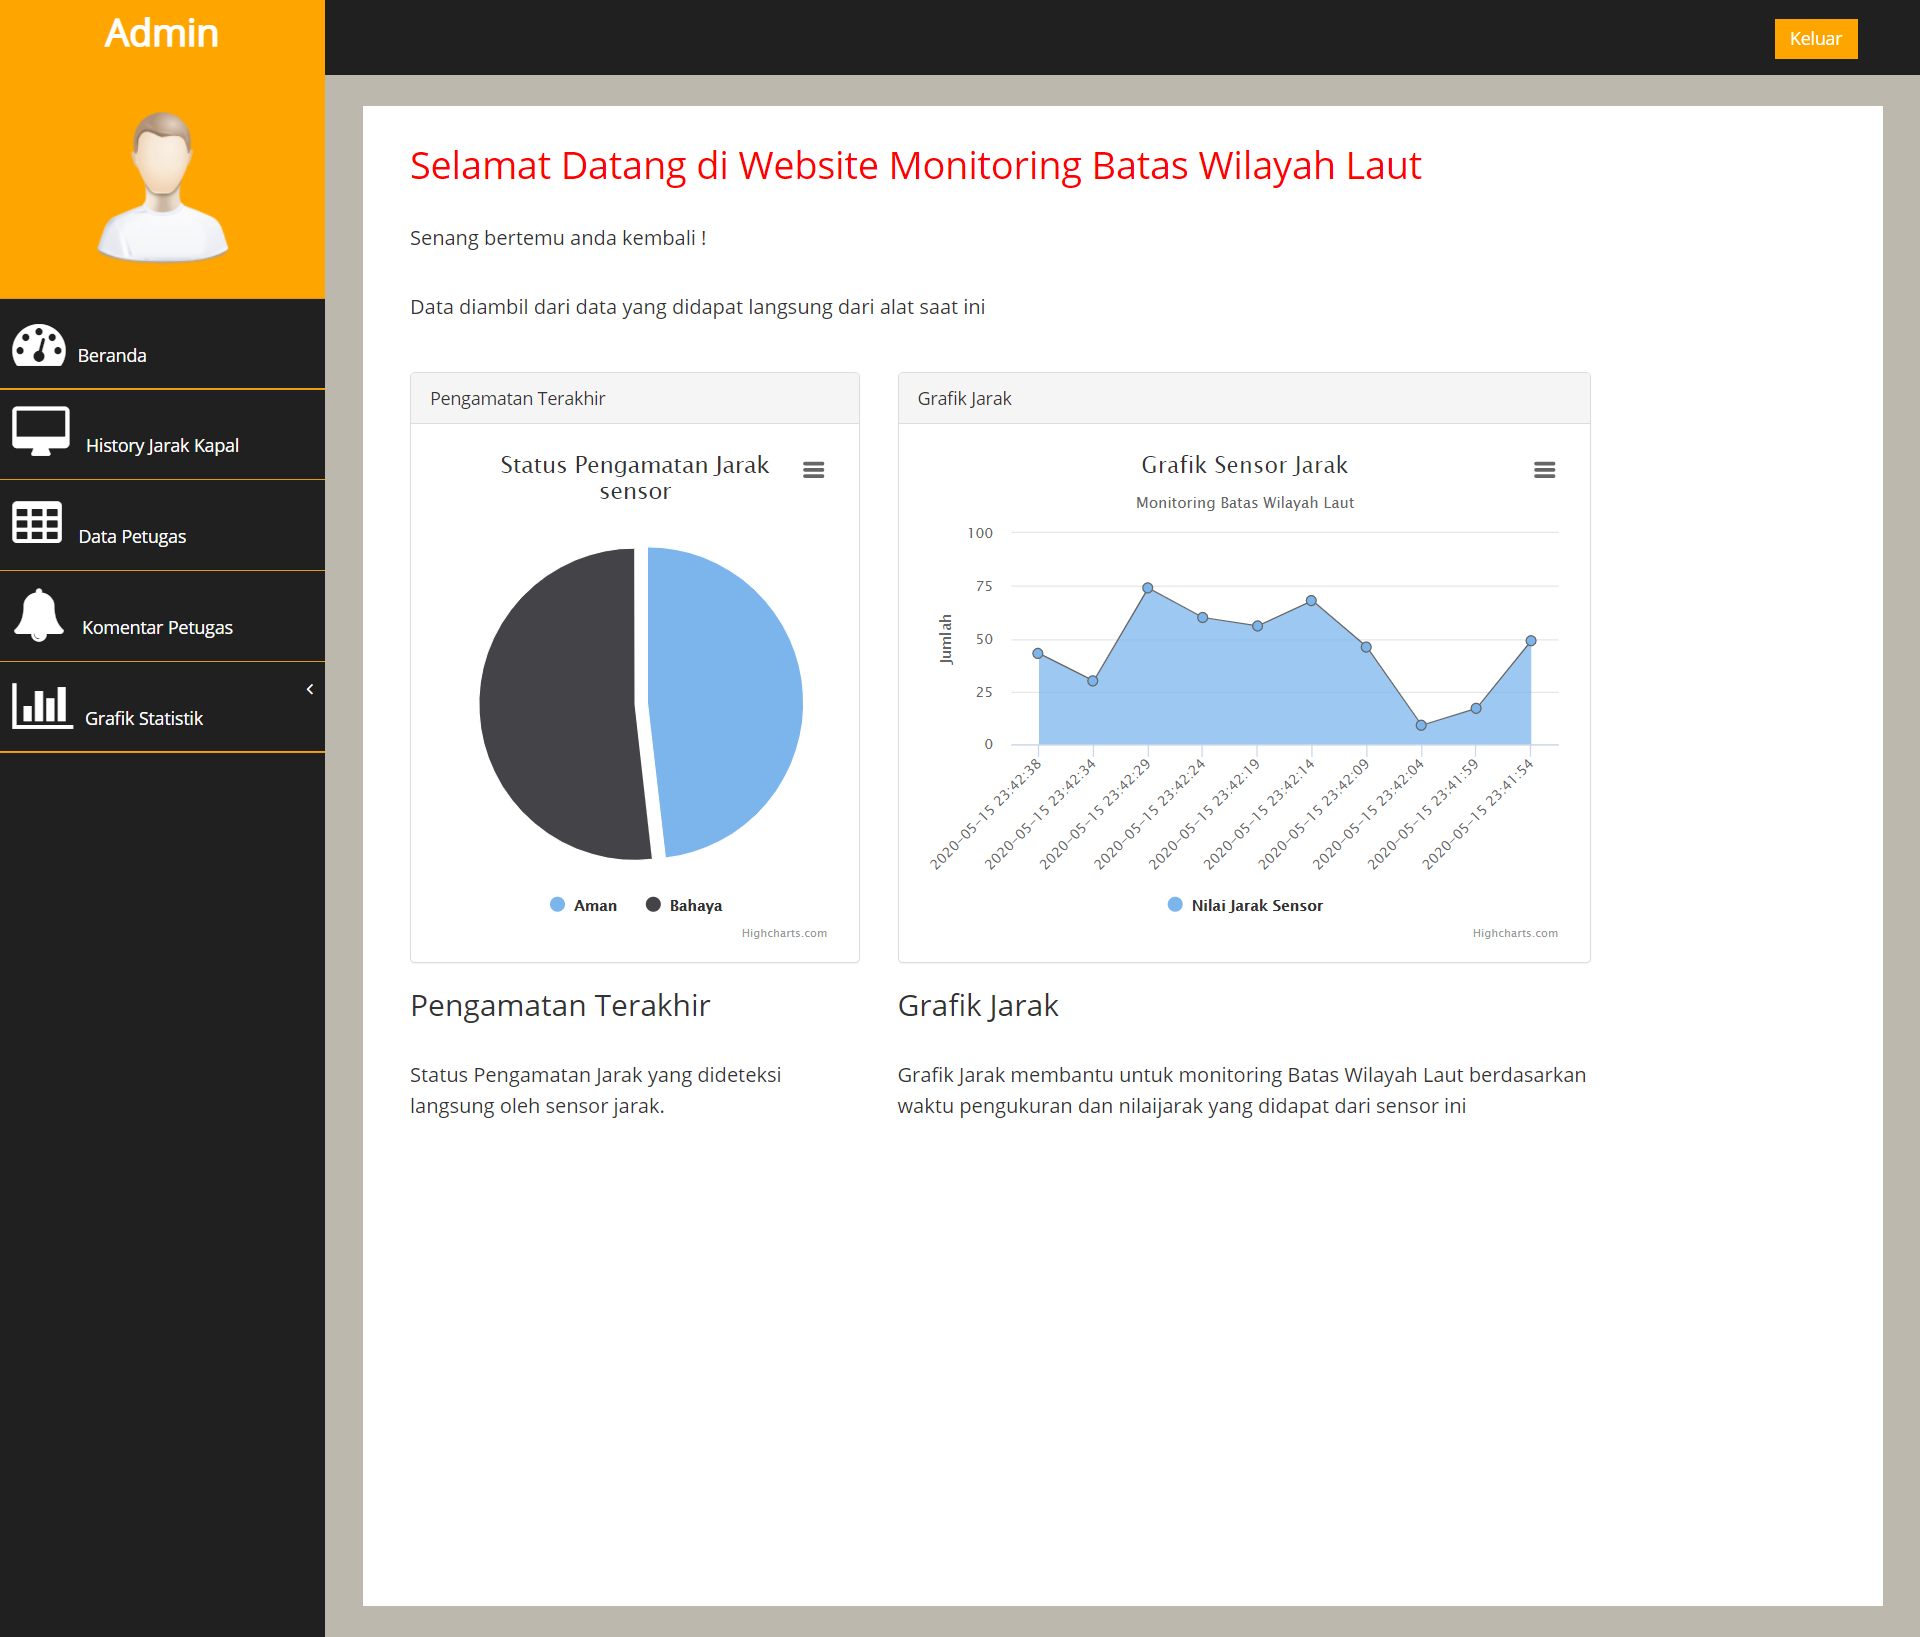 Admin
Keluar
Beranda
History Jarak Kapal
Data Petugas
Komentar Petugas
Grafik Statistik
Selamat Datang di Website Monitoring Batas Wilayah Laut
Senang bertemu anda kembali !
Data diambil dari data yang didapat langsung dari alat saat ini
Pengamatan Terakhir
Status Pengamatan Jarak
sensor
Aman
Bahaya
Highcharts.com
Pengamatan Terakhir
Status Pengamatan Jarak yang dideteksi
langsung oleh sensor jarak.
Grafik Jarak
Grafik Sensor Jarak
Monitoring Batas Wilayah Laut
Jumlah
100
75
50
25
0
2020-05-15 23:42:38
2020-05-15 23:42:34
2020-05-15 23:42:29
2020-05-15 23:42:24
2020-05-15 23:42:19
2020-05-15 23:42:14
2020-05-15 23:42:09
2020-05-15 23:42:04
2020-05-15 23:41:59
2020-05-15 23:41:54
Nilai Jarak Sensor
Highcharts.com
Grafik Jarak
Grafik Jarak membantu untuk monitoring Batas Wilayah Laut berdasarkan
waktu pengukuran dan nilaijarak yang didapat dari sensor ini